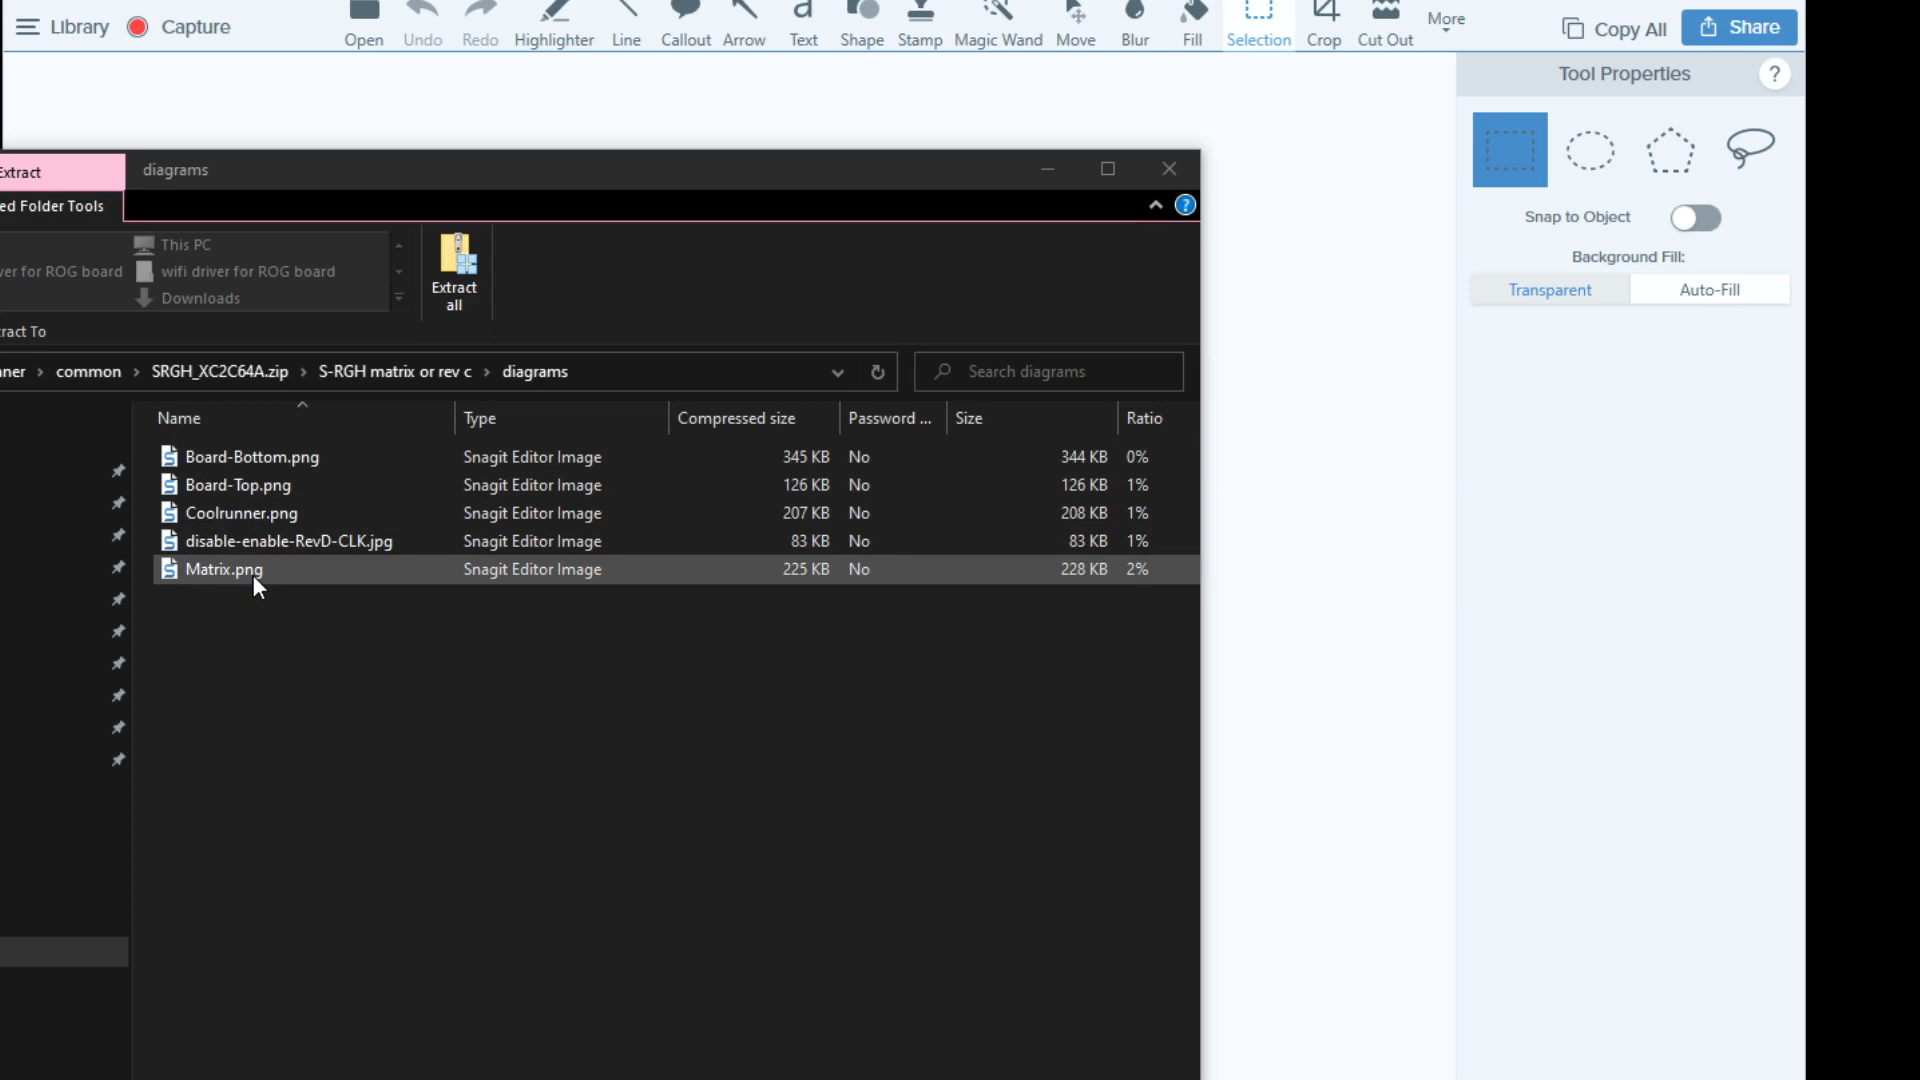 Library
Capture
Open
Undo
Redo
Highlighter
Line
Callout
Arrow
Text
Shape
Stamp
Magic Wand
Move
Blur
Fill
Selection
Crop
Cut Out
More
Copy All
Share
Tool Properties
?
Snap to Object
Background Fill:
Transparent
Auto-Fill
Extract
diagrams
ed Folder Tools
?
This PC
ver for ROG board
wifi driver for ROG board
Downloads
Extract
all
ract To
nner
common
SRGH_XC2C64A.zip
S-RGH matrix or rev c
diagrams
Search diagrams
Name
Type
Compressed size
Password ...
Size
Ratio
Board-Bottom.png Snagit Editor Image 345 KB No 344 KB 0%
Board-Top.png Snagit Editor Image 126 KB No 126 KB 1%
Coolrunner.png Snagit Editor Image 207 KB No 208 KB 1%
disable-enable-RevD-CLK.jpg Snagit Editor Image 83 KB No 83 KB 1%
Matrix.png Snagit Editor Image 225 KB No 228 KB 2%